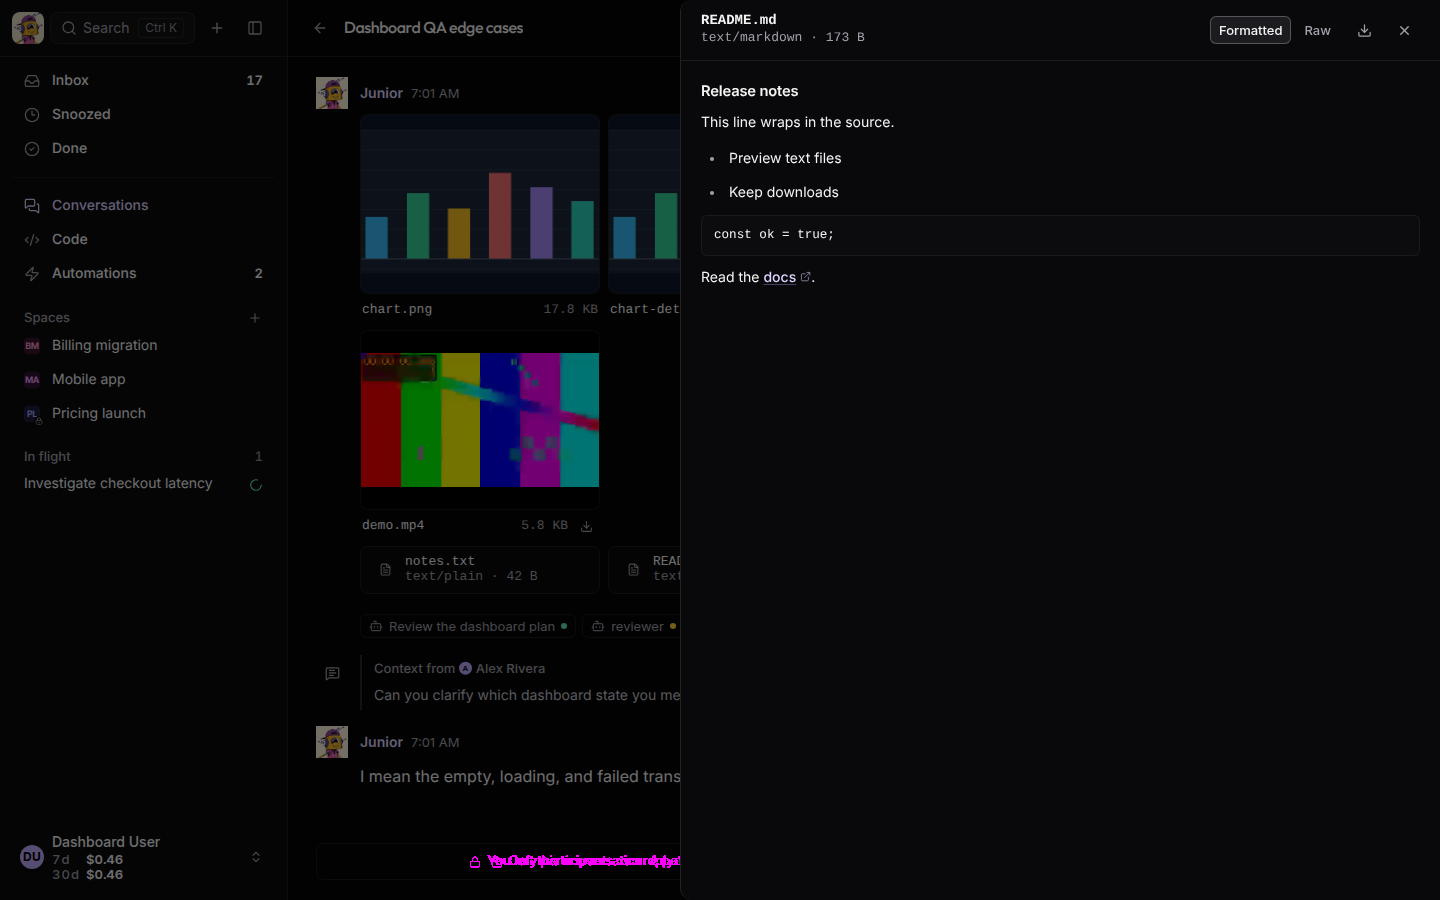 Search Ctrl K
Inbox 17
Snoozed
Done
Conversations
Code
Automations 2
Spaces
BM Billing migration
MA Mobile app
PL Pricing launch
In flight 1
Investigate checkout latency
DU Dashboard User
7d $0.46
30d $0.46
Dashboard QA edge cases
Junior 7:01 AM
chart.png 17.8 KB
chart-det
demo.mp4 5.8 KB
notes.txt
text/plain · 42 B
READ
text
Review the dashboard plan
reviewer
Context from A Alex Rivera
Can you clarify which dashboard state you me
Junior 7:01 AM
I mean the empty, loading, and failed trans
README.md
text/markdown · 173 B
Formatted Raw
Release notes
This line wraps in the source.
• Preview text files
• Keep downloads
const ok = true;
Read the docs.